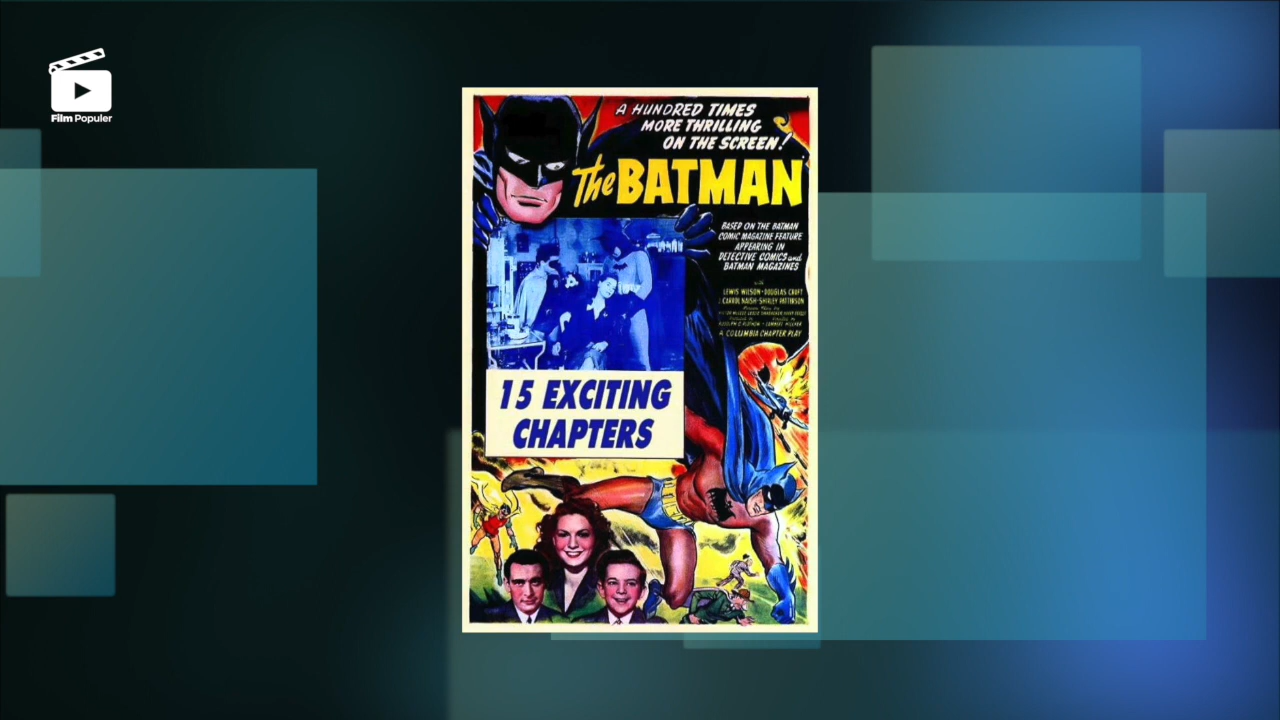 Film Populer
A HUNDRED TIMES
MORE THRILLING
ON THE SCREEN!
The BATMAN
BASED ON THE BATMAN
COMIC MAGAZINE FEATURE
APPEARING IN
DETECTIVE COMICS and
BATMAN MAGAZINES
with
LEWIS WILSON • DOUGLAS CROFT
CARROL NAISH • SHIRLEY PATTERSON
A COLUMBIA CHAPTER PLAY
15 EXCITING
CHAPTERS